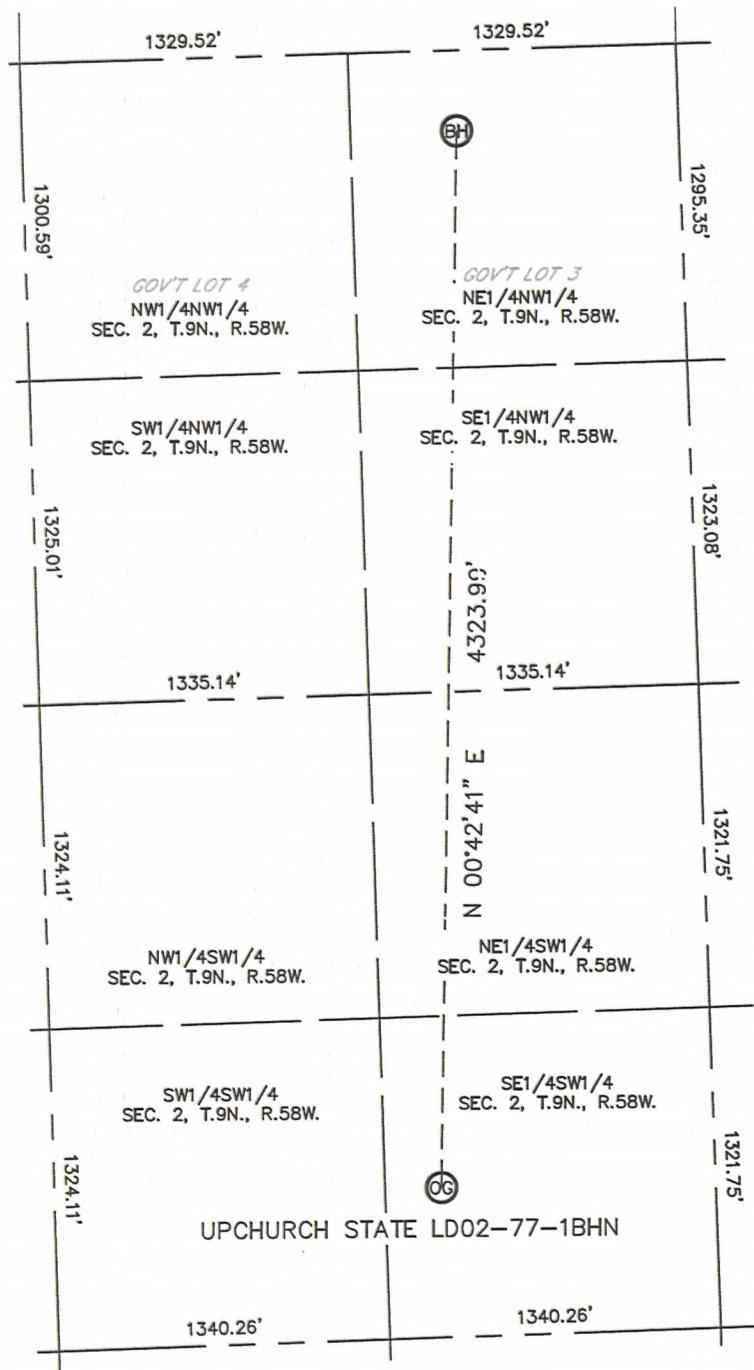 1329.52'
1329.52'
BH
1300.59'
1295.35'
GOV'T LOT 4
NW1/4NW1/4
SEC. 2, T.9N., R.58W.
GOV'T LOT 3
NE1/4NW1/4
SEC. 2, T.9N., R.58W.
SW1/4NW1/4
SEC. 2, T.9N., R.58W.
SE1/4NW1/4
SEC. 2, T.9N., R.58W.
1325.01'
1323.08'
4323.99'
1335.14'
1335.14'
N 00°42'41" E
1324.11'
1321.75'
NW1/4SW1/4
SEC. 2, T.9N., R.58W.
NE1/4SW1/4
SEC. 2, T.9N., R.58W.
SW1/4SW1/4
SEC. 2, T.9N., R.58W.
SE1/4SW1/4
SEC. 2, T.9N., R.58W.
1324.11'
1321.75'
OG
UPCHURCH STATE LD02-77-1BHN
1340.26'
1340.26'